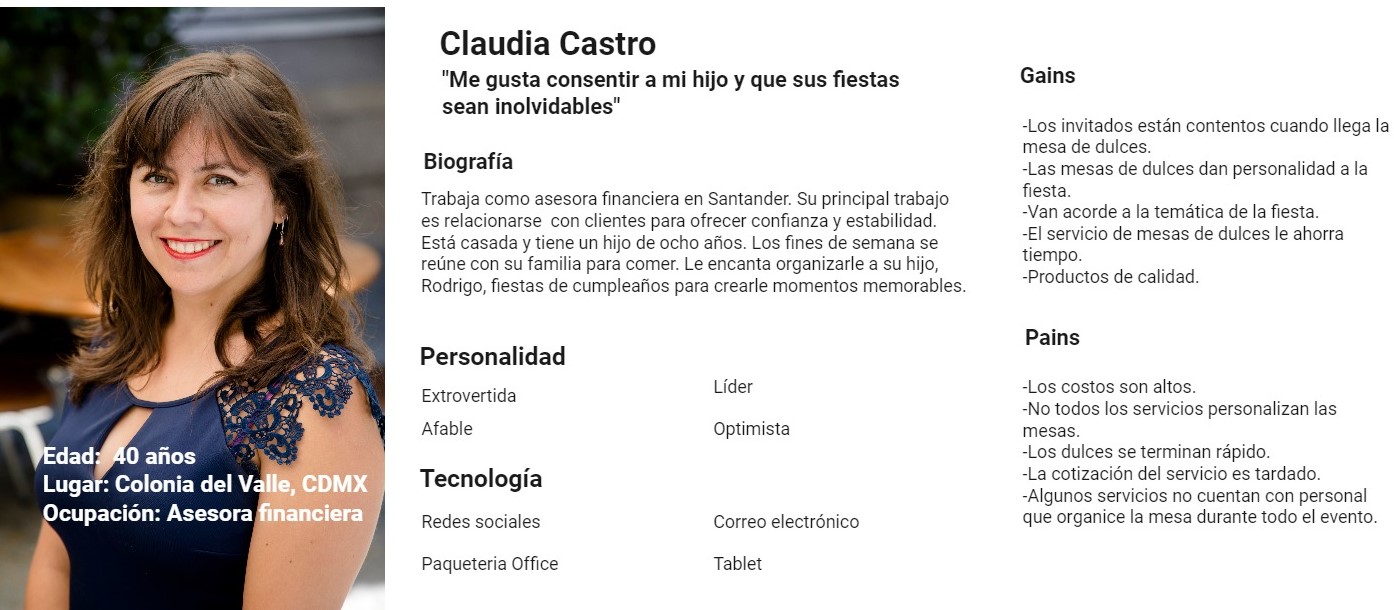 Claudia Castro
"Me gusta consentir a mi hijo y que sus fiestas
sean inolvidables"
Biografía
Trabaja como asesora financiera en Santander. Su principal trabajo
es relacionarse  con clientes para ofrecer confianza y estabilidad.
Está casada y tiene un hijo de ocho años. Los fines de semana se
reúne con su familia para comer. Le encanta organizarle a su hijo,
Rodrigo, fiestas de cumpleaños para crearle momentos memorables.
Personalidad
Extrovertida
Líder
Afable
Optimista
Tecnología
Redes sociales
Correo electrónico
Paqueteria Office
Tablet
Gains
-Los invitados están contentos cuando llega la
mesa de dulces.
-Las mesas de dulces dan personalidad a la
fiesta.
-Van acorde a la temática de la fiesta.
-El servicio de mesas de dulces le ahorra
tiempo.
-Productos de calidad.
Pains
-Los costos son altos.
-No todos los servicios personalizan las
mesas.
-Los dulces se terminan rápido.
-La cotización del servicio es tardado.
-Algunos servicios no cuentan con personal
que organice la mesa durante todo el evento.
Edad:  40 años
Lugar: Colonia del Valle, CDMX
Ocupación: Asesora financiera